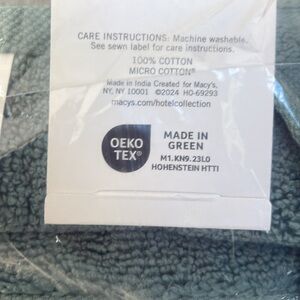 CARE INSTRUCTIONS: Machine washable.
See sewn label for care instructions.
100% COTTON
MICRO COTTON®
Made in India Created for Macy's,
NY, NY 10001 ©2024 HO-69293
macys.com/hotelcollection
OEKO
TEX®
MADE IN
GREEN
M1.KN9.23L0
HOHENSTEIN HTTI